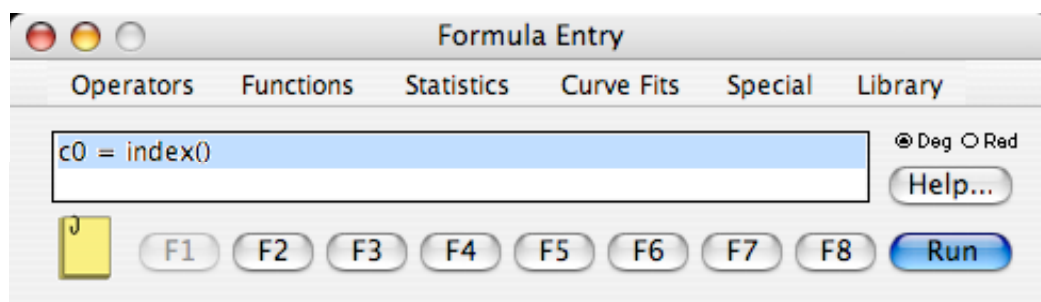 Formula Entry
Operators Functions Statistics Curve Fits Special Library
c0 = index()
Deg Rad
Help...
F1 F2 F3 F4 F5 F6 F7 F8 Run